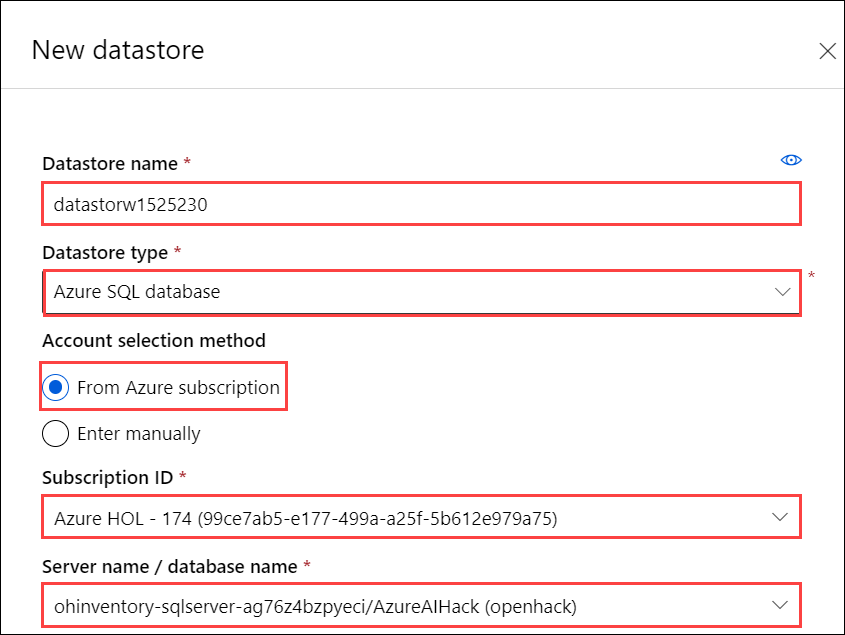 New datastore
Datastore name *
datastorw1525230
Datastore type *
Azure SQL database
*
Account selection method
From Azure subscription
Enter manually
Subscription ID *
Azure HOL - 174 (99ce7ab5-e177-499a-a25f-5b612e979a75)
Server name / database name *
ohinventory-sqlserver-ag76z4bzpyeci/AzureAIHack (openhack)